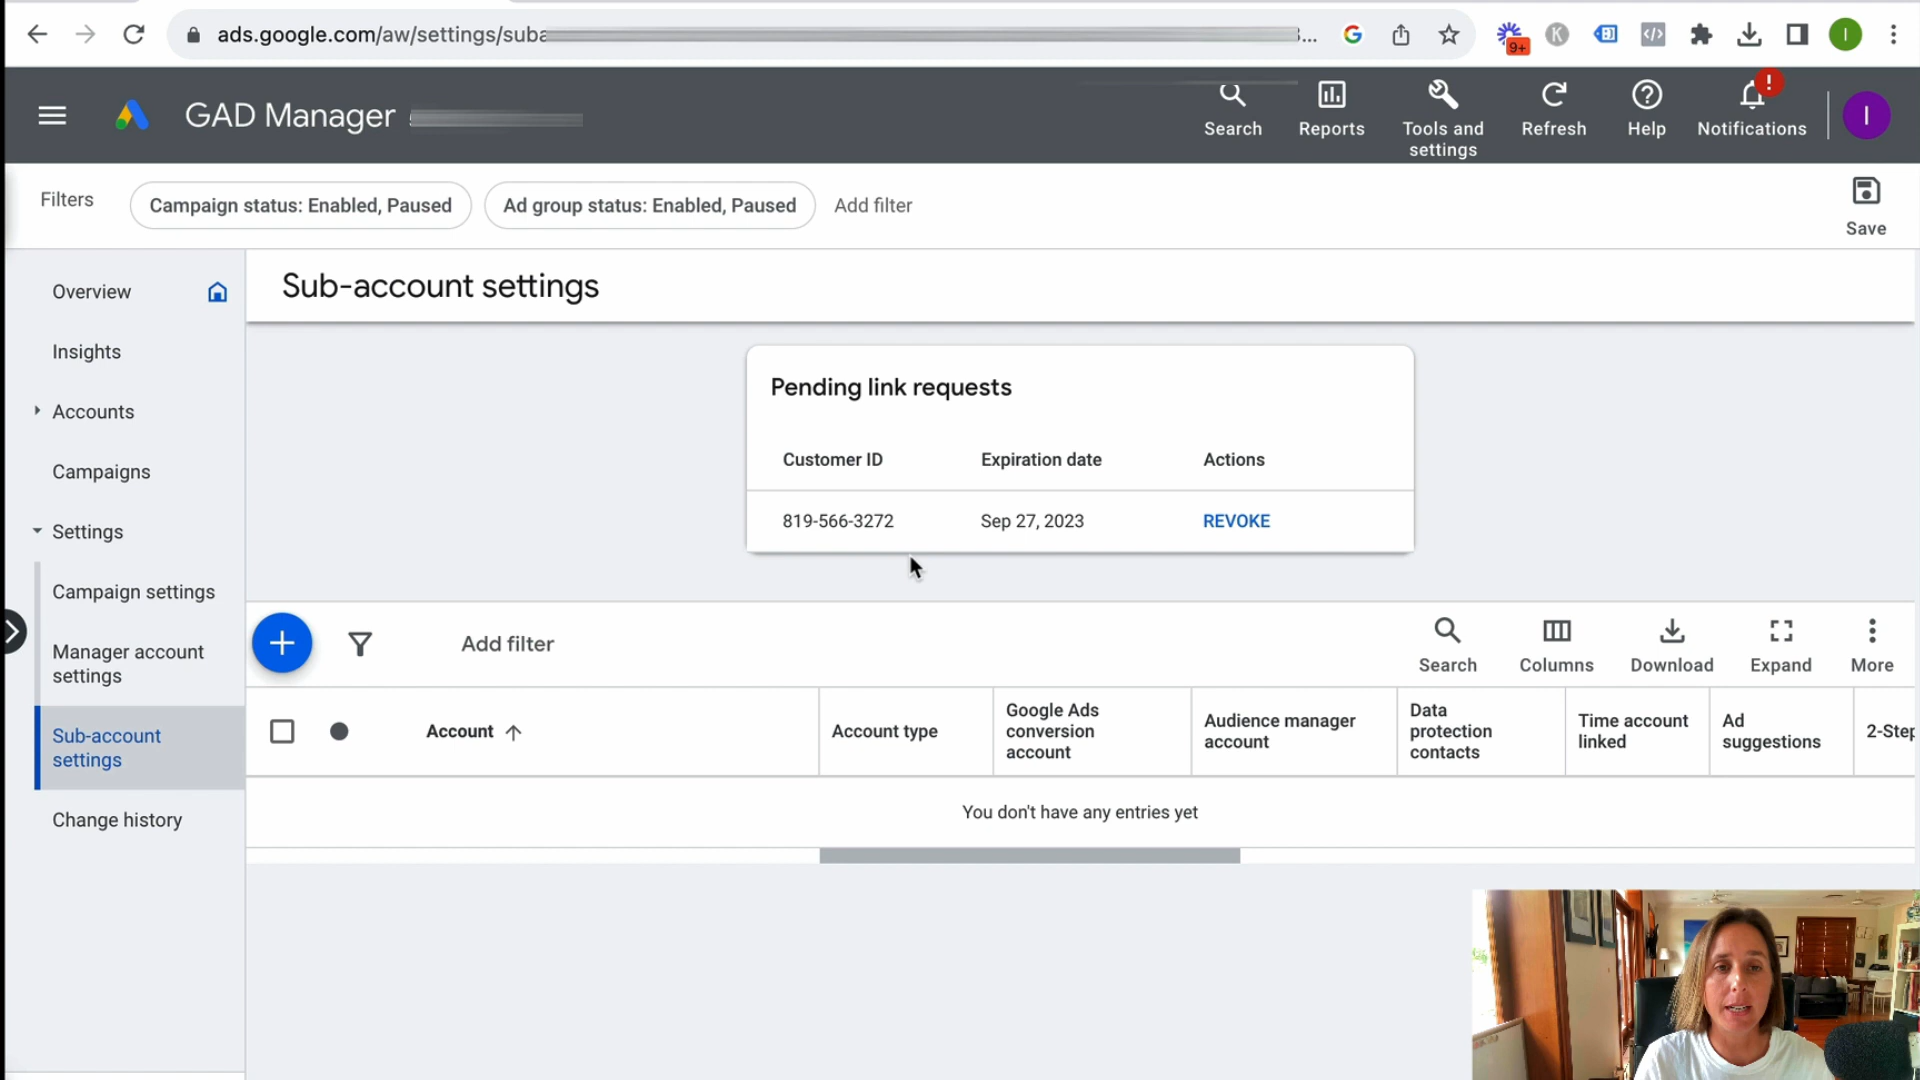 ads.google.com/aw/settings/suba
9+
K
I
GAD Manager
Search
Reports
Tools and
settings
Refresh
Help
!
Notifications
I
Filters
Campaign status: Enabled, Paused
Ad group status: Enabled, Paused
Add filter
Save
Overview
Insights
Accounts
Campaigns
Settings
Campaign settings
Manager account
settings
Sub-account
settings
Change history
Sub-account settings
Pending link requests
Customer ID
Expiration date
Actions
819-566-3272
Sep 27, 2023
REVOKE
Add filter
Search
Columns
Download
Expand
More
Account
Account type
Google Ads
conversion
account
Audience manager
account
Data
protection
contacts
Time account
linked
Ad
suggestions
2-Step
You don't have any entries yet